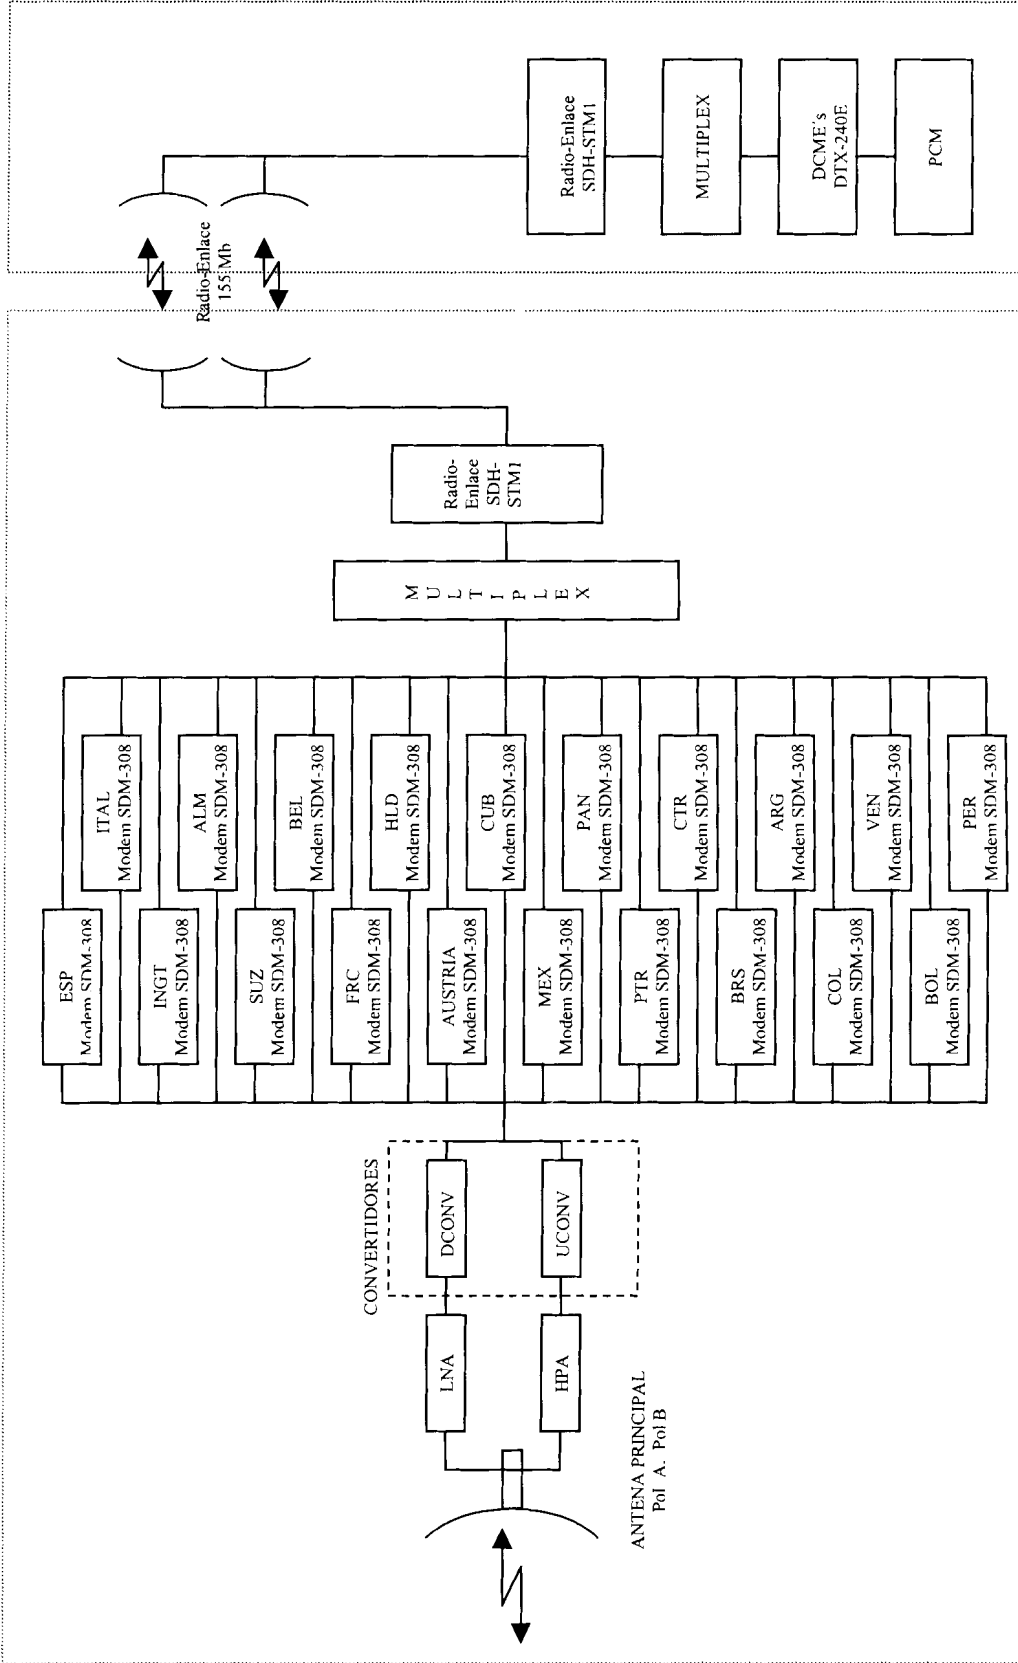 ANTENA PRINCIPAL
Pol A. Pol B
LNA
HPA
CONVERTIDORES
DCONV
UCONV
ESP
Modem SDM-308
ITAL
Modem SDM-308
INGT
Modem SDM-308
ALM
Modem SDM-308
SUZ
Modem SDM-308
BEL
Modem SDM-308
FRC
Modem SDM-308
HLD
Modem SDM-308
AUSTRIA
Modem SDM-308
CUB
Modem SDM-308
MEX
Modem SDM-308
PAN
Modem SDM-308
PTR
Modem SDM-308
CTR
Modem SDM-308
BRS
Modem SDM-308
ARG
Modem SDM-308
COL
Modem SDM-308
VEN
Modem SDM-308
BOL
Modem SDM-308
PER
Modem SDM-308
M
U
L
T
I
P
L
E
X
Radio-
Enlace
SDH-
STM1
Radio-Enlace
155 Mb
Radio-Enlace
SDH-STM1
MULTIPLEX
DCME's
DTX-240E
PCM